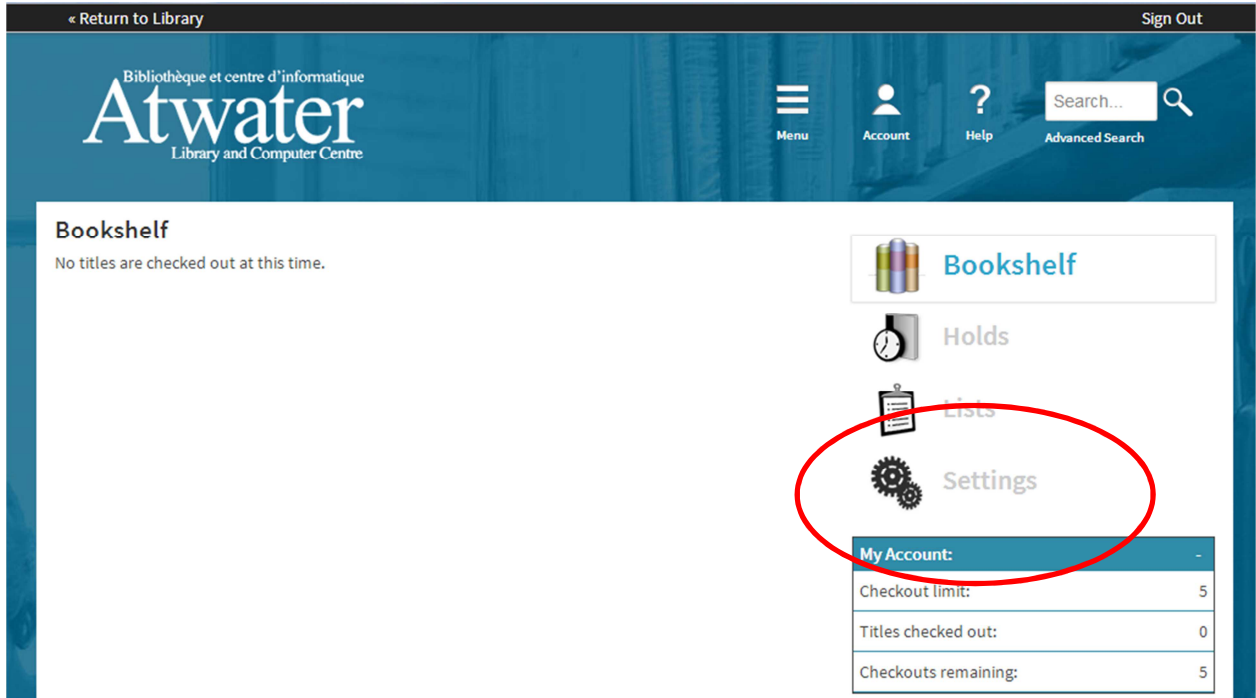 « Return to Library
Sign Out
Bibliothèque et centre d'informatique
Atwater
Library and Computer Centre
Menu
Account
?
Help
Search...
Advanced Search
Bookshelf
No titles are checked out at this time.
Bookshelf
Holds
Lists
Settings
My Account: -
Checkout limit: 5
Titles checked out: 0
Checkouts remaining: 5